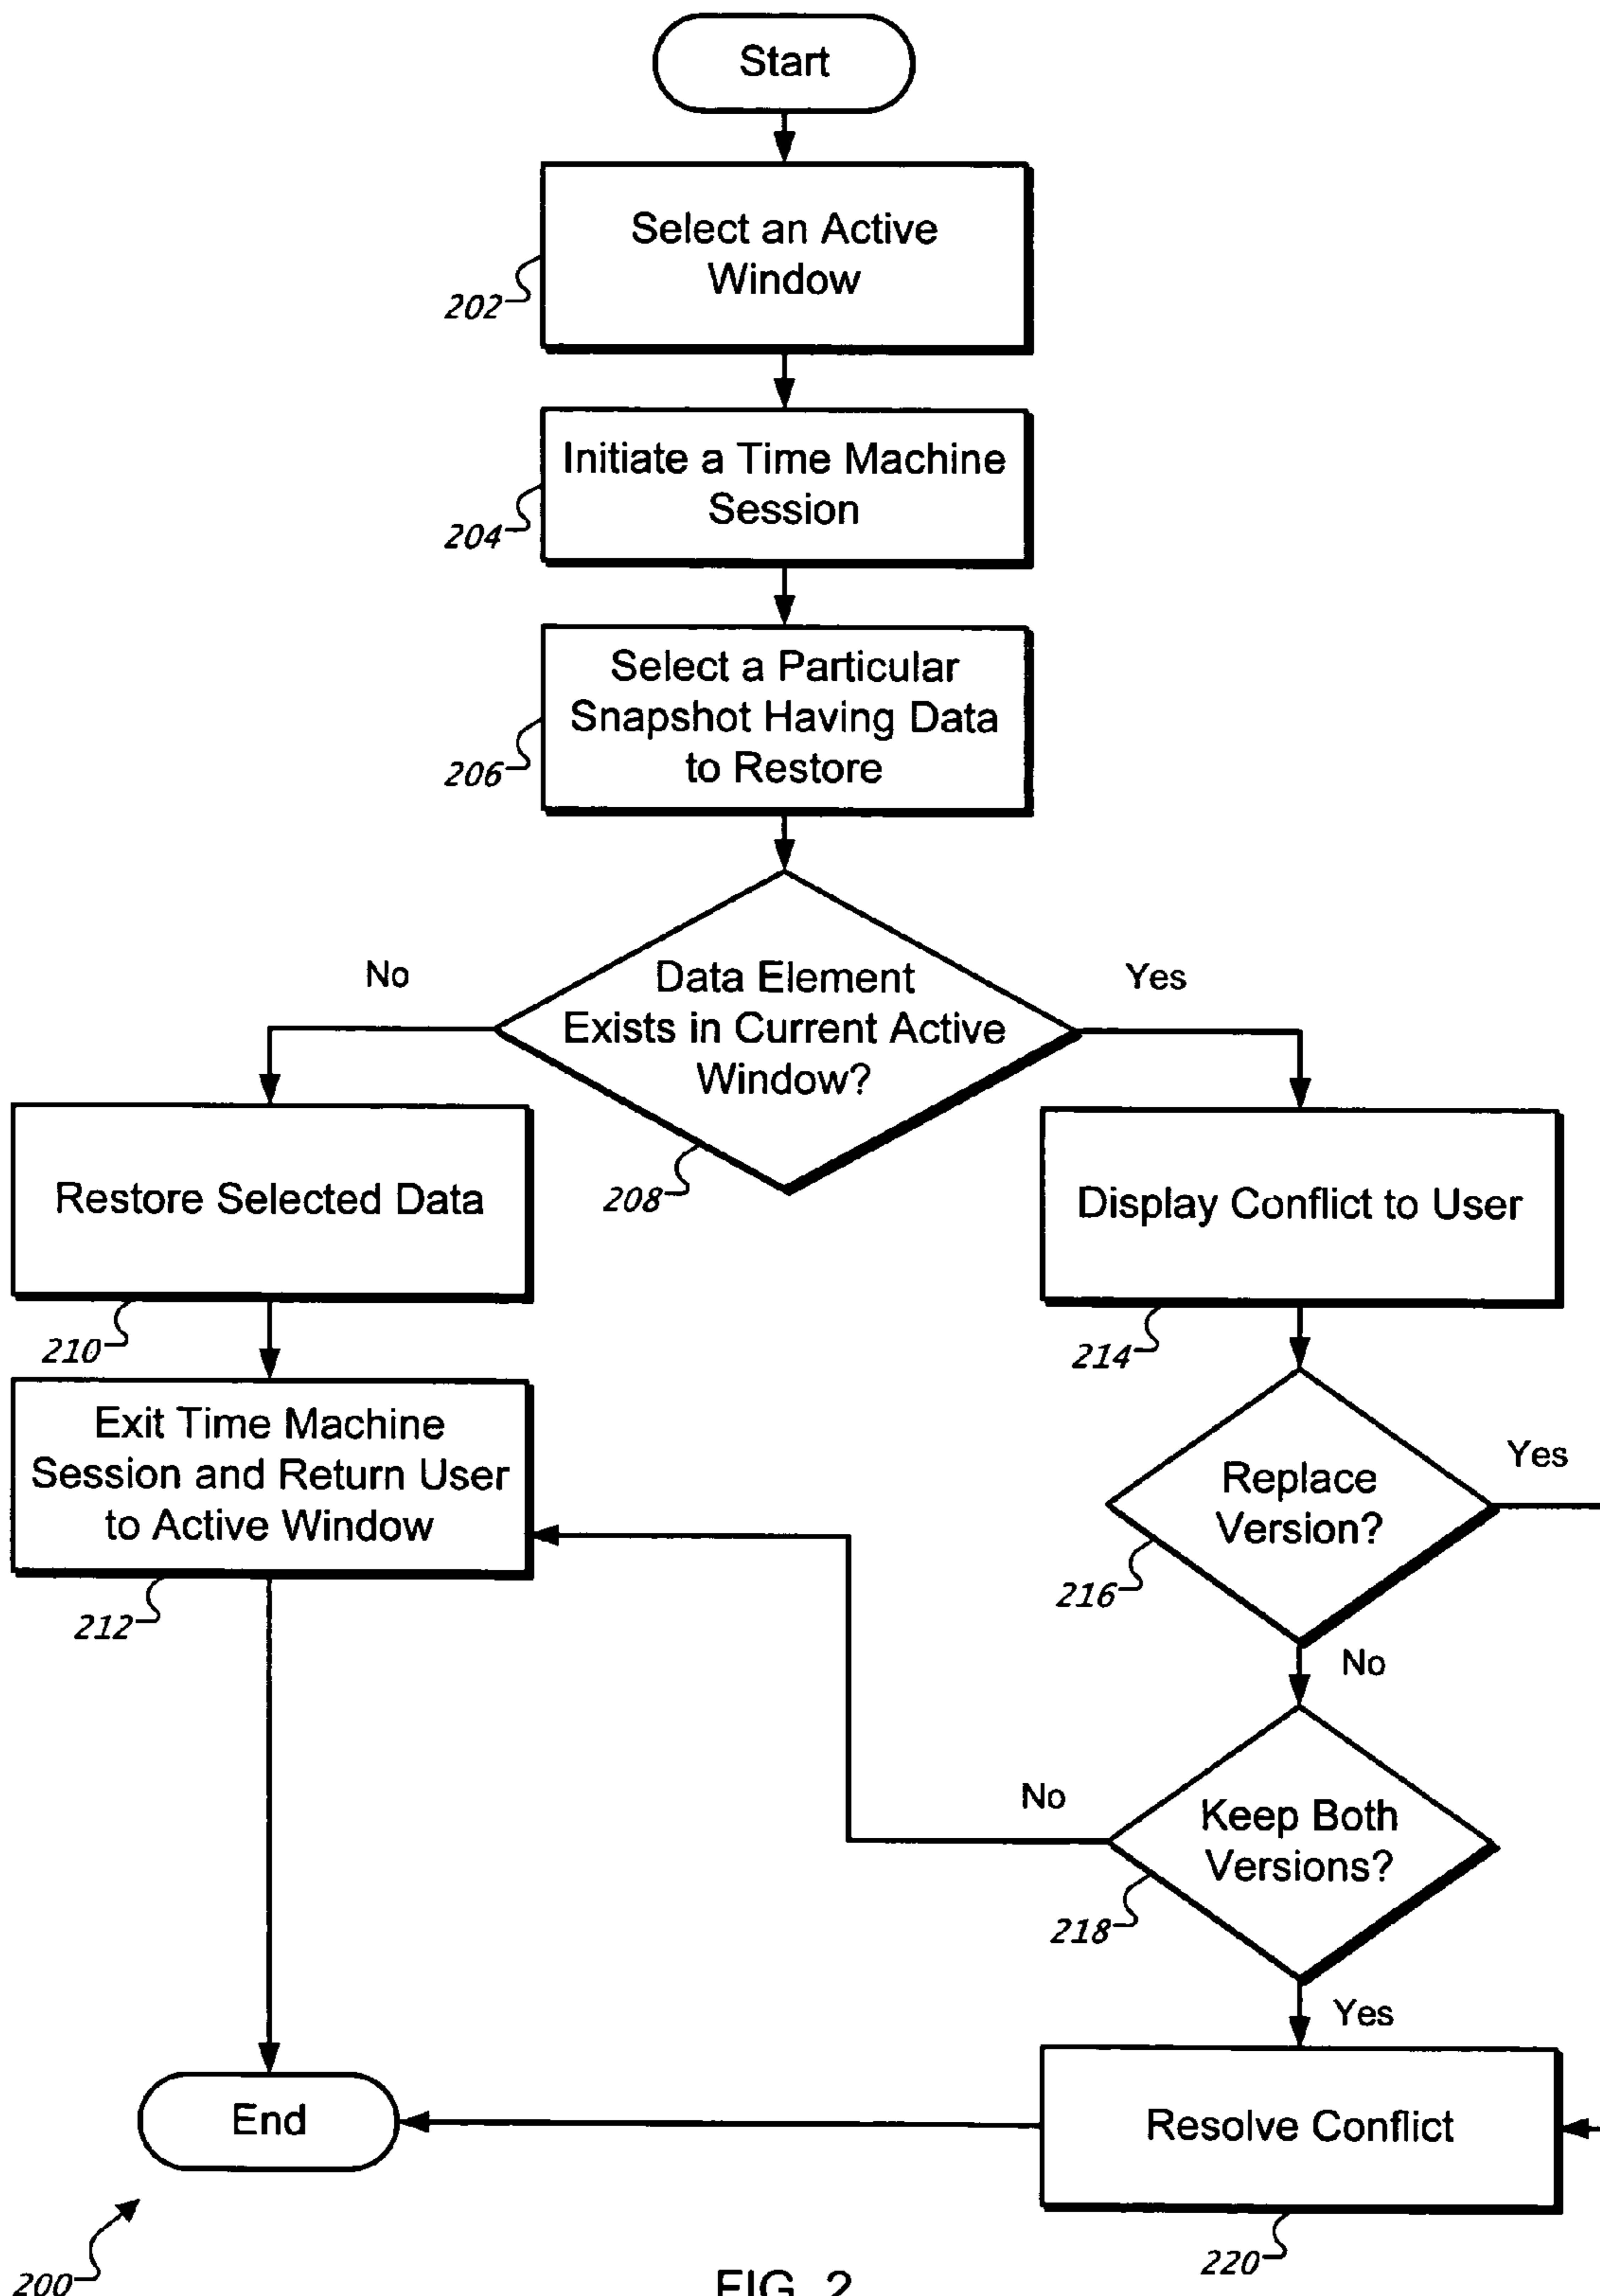 Start
Select an Active
Window
202
Initiate a Time Machine
Session
204
Select a Particular
Snapshot Having Data
to Restore
206
No
Data Element
Exists in Current Active
Window?
Yes
208
Restore Selected Data
210
Display Conflict to User
214
Exit Time Machine
Session and Return User
to Active Window
212
Replace
Version?
Yes
216
No
No
Keep Both
Versions?
218
Yes
End
Resolve Conflict
220
200
FIG. 2